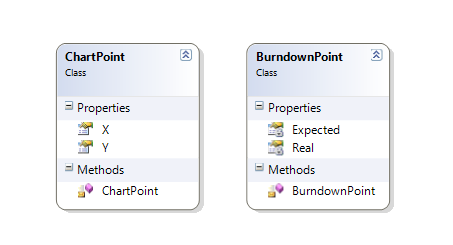 ChartPoint
Class
Properties
X
Y
Methods
ChartPoint
BurndownPoint
Class
Properties
Expected
Real
Methods
BurndownPoint